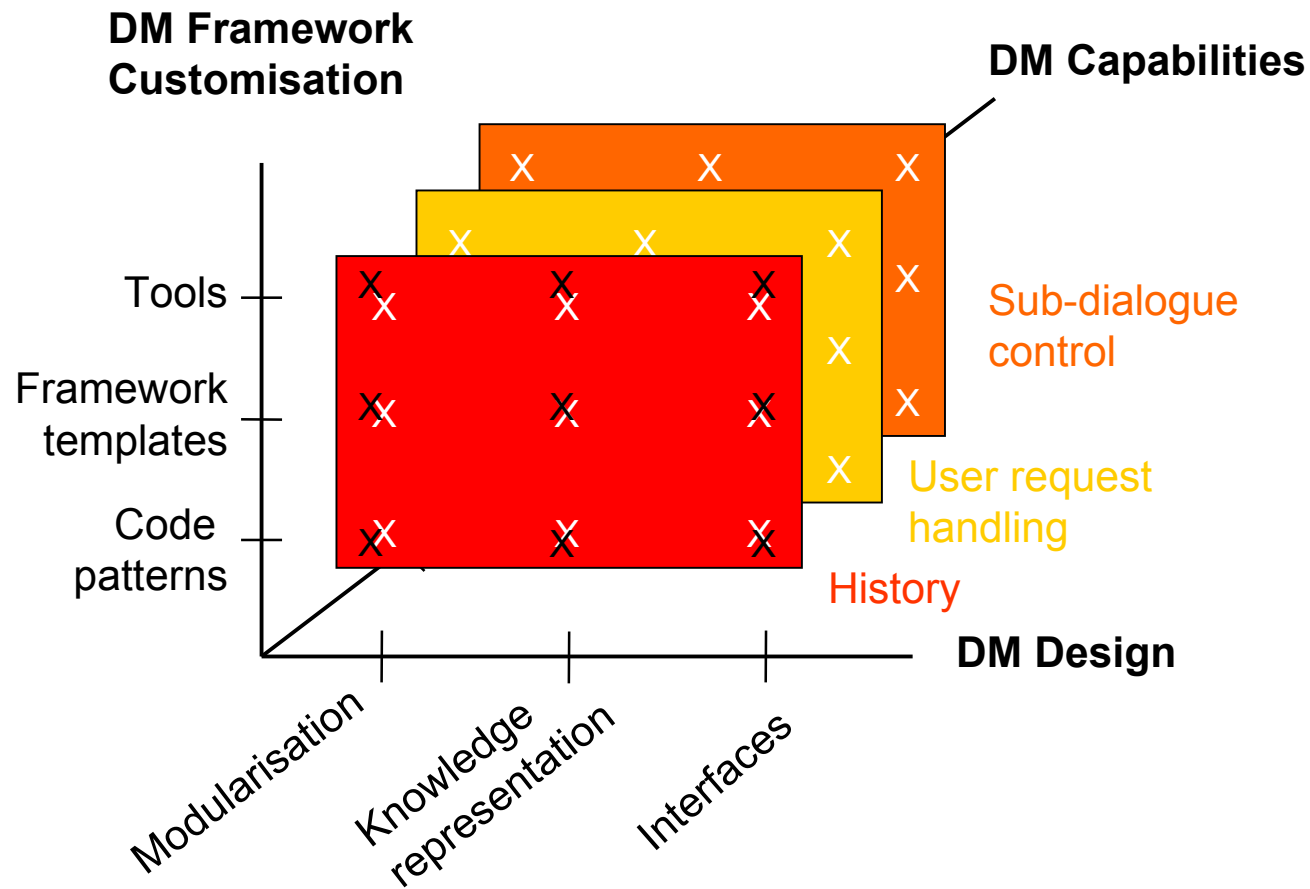 DM Framework
Customisation
DM Capabilities
X X X
X X X
X X X
X X X
Tools
X
Sub-dialogue
control
X
Framework
templates
X X X
X X X
X
X
User request
handling
Code
patterns
X X X
X X X
History
DM Design
Modularisation
Knowledge
representation
Interfaces